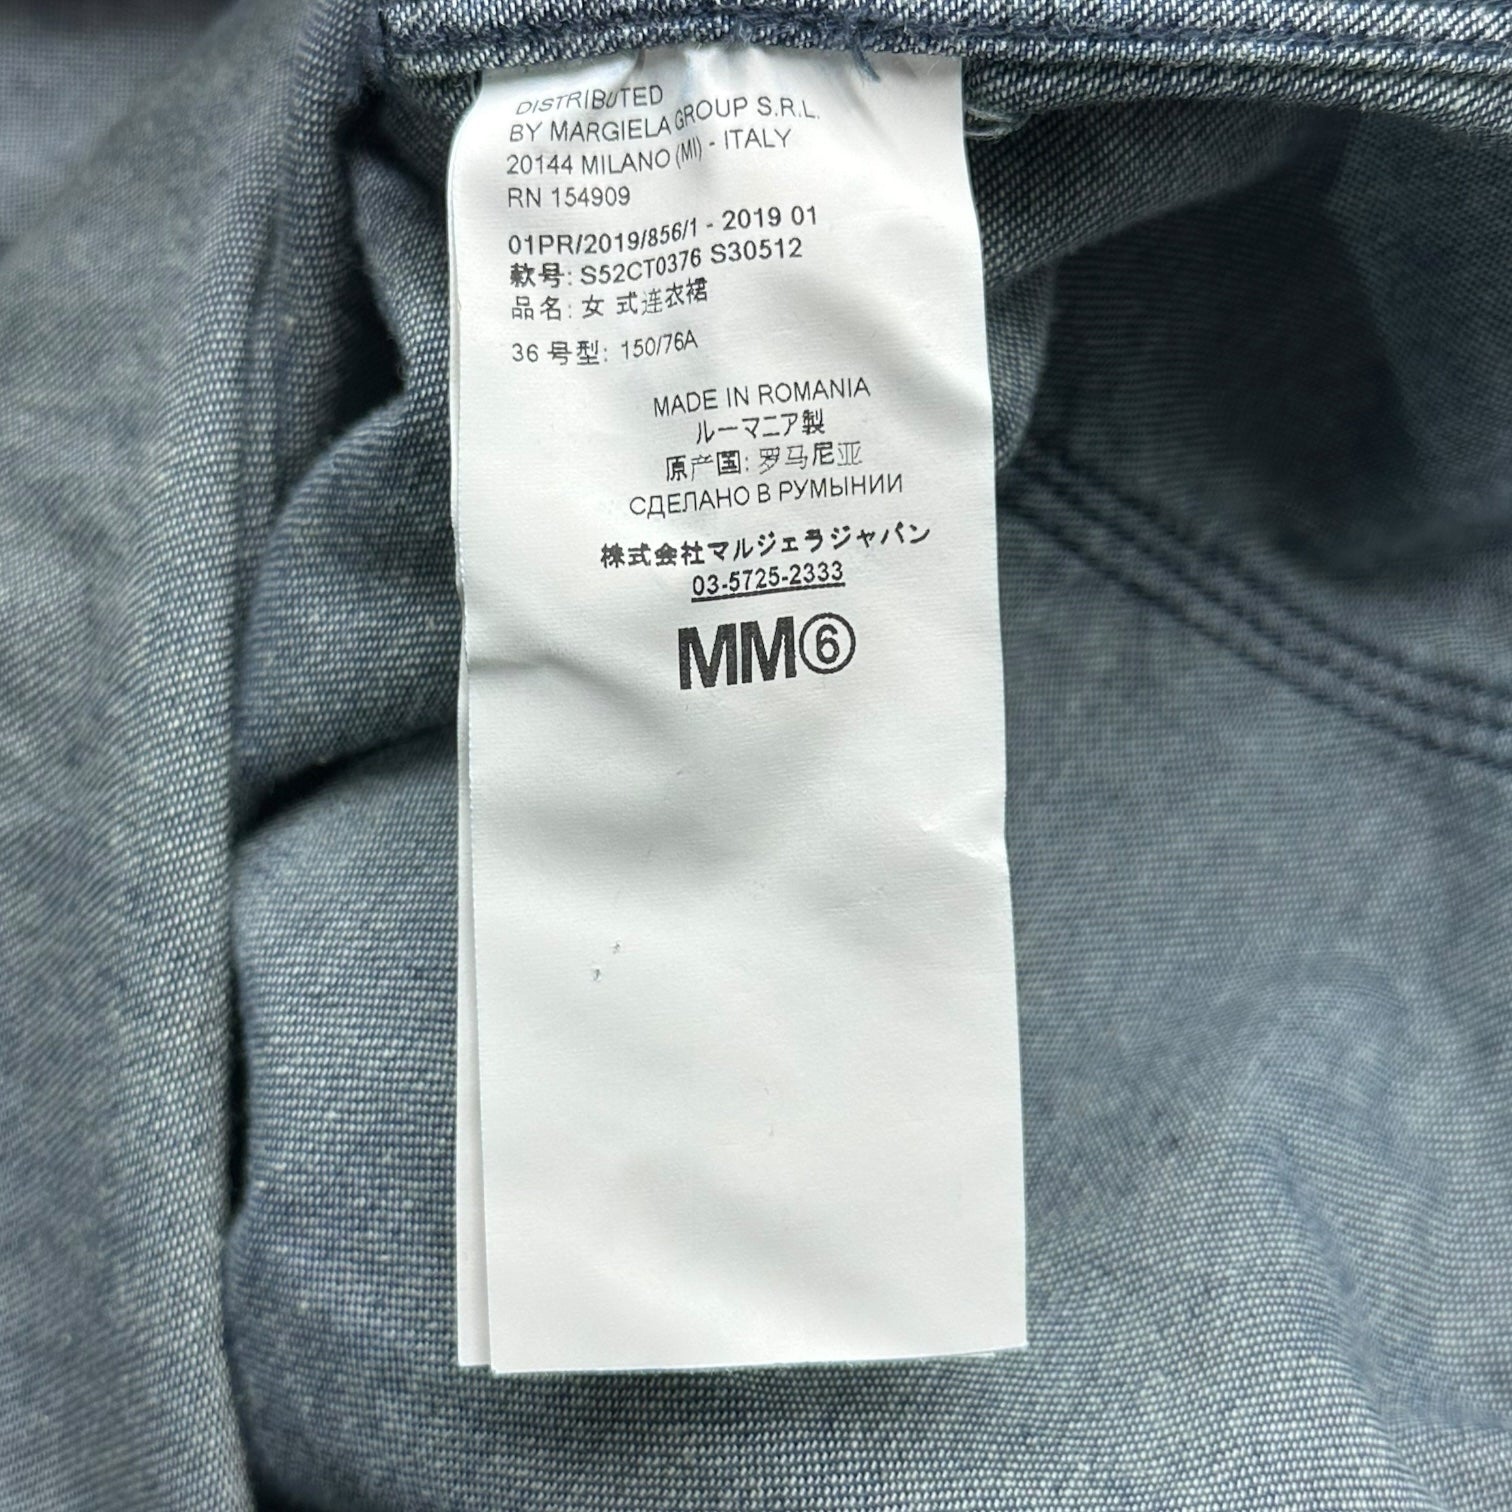 DISTRIBUTED
BY MARGIELA GROUP S.R.L.
20144 MILANO (MI) - ITALY
RN 154909
01PR/2019/856/1 - 2019 01
款号: S52CT0376 S30512
品名: 女 式连衣裙
36 号型: 150/76A
MADE IN ROMANIA
ルーマニア製
原产国: 罗马尼亚
СДЕЛАНО В РУМЫНИИ
株式会社マルジェラジャパン
03-5725-2333
MM⑥